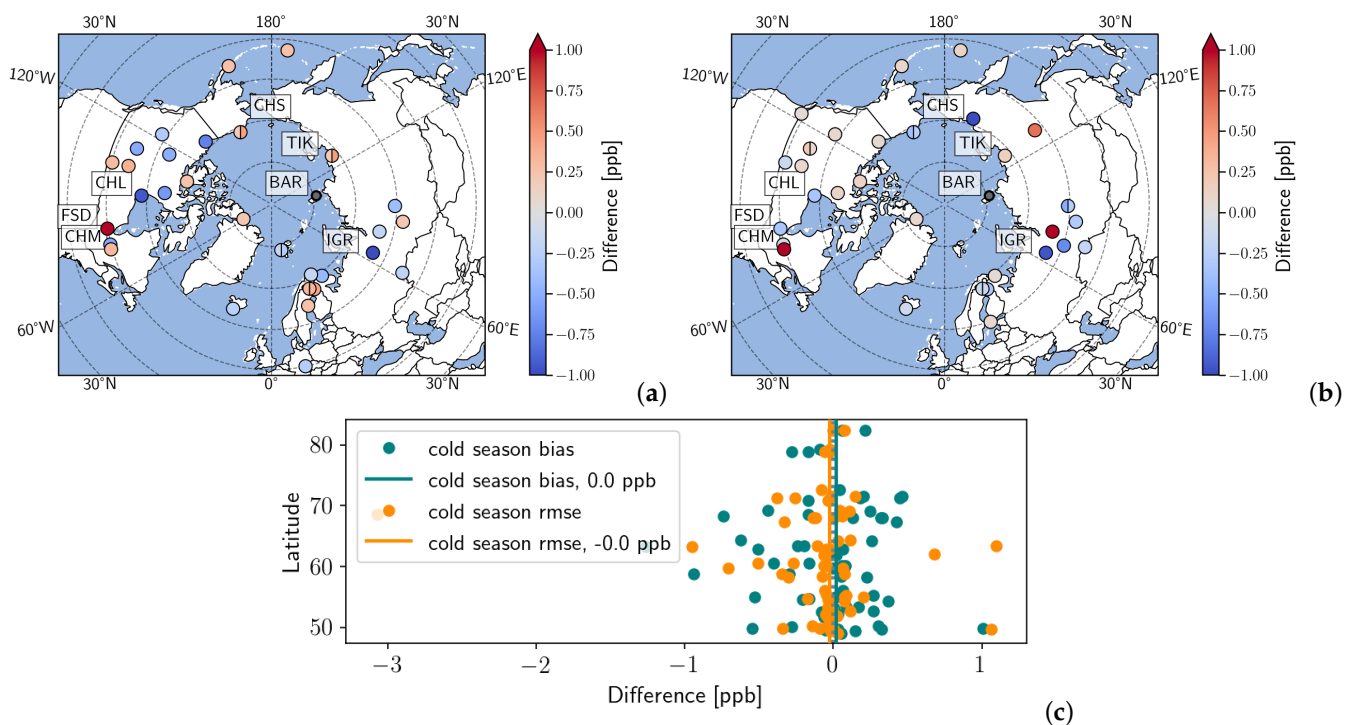 30°N 180° 30°N
120°W
120°E
CHS
TIK
BAR
CHL
FSD
CHM
IGR
60°W
60°E
30°N 0° 30°N
1.00
0.75
0.50
0.25
0.00
−0.25
−0.50
−0.75
−1.00
Difference [ppb]
(a)
30°N 180° 30°N
120°W
120°E
CHS
TIK
BAR
CHL
FSD
CHM
IGR
60°W
60°E
30°N 0° 30°N
1.00
0.75
0.50
0.25
0.00
−0.25
−0.50
−0.75
−1.00
Difference [ppb]
(b)
cold season bias
cold season bias, 0.0 ppb
cold season rmse
cold season rmse, -0.0 ppb
Latitude
80
70
60
50
−3 −2 −1 0 1
Difference [ppb]
(c)